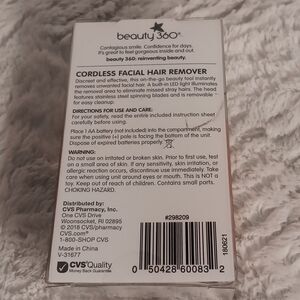 beauty 360®
Contagious smile. Confidence for days.
It's great to feel gorgeous inside and out.
beauty 360: reinventing beauty.
CORDLESS FACIAL HAIR REMOVER
Discreet and effective, this on-the-go beauty tool instantly
removes unwanted facial hair. A built-in LED light illuminates
the removal area to eliminate missed stray hairs. The head
features stainless steel spinning blades and is removable –
for easy cleanup.
DIRECTIONS FOR USE AND CARE:
For your safety, read the entire included instruction sheet
carefully before using.
Place 1 AA battery (not included) into the compartment, making
sure the positive (+) pole is facing the bottom of the unit.
Dispose of expired batteries properly.
WARNING:
Do not use on irritated or broken skin. Prior to first use, test
on a small area of skin. If any sensitivity, skin irritation, or
allergic reaction occurs, discontinue use immediately. Take
care when using unit around eyes or mouth. This is NOT a
toy. Keep out of reach of children. Contains small parts.
CHOKING HAZARD.
Distributed by:
CVS Pharmacy, Inc.
One CVS Drive
Woonsocket, RI 02895
© 2018 CVS/pharmacy
CVS.com®
1-800-SHOP CVS
Made in China
V-31677
CVS Quality
Money Back Guarantee
#298209
0 50428 60083 2
180621